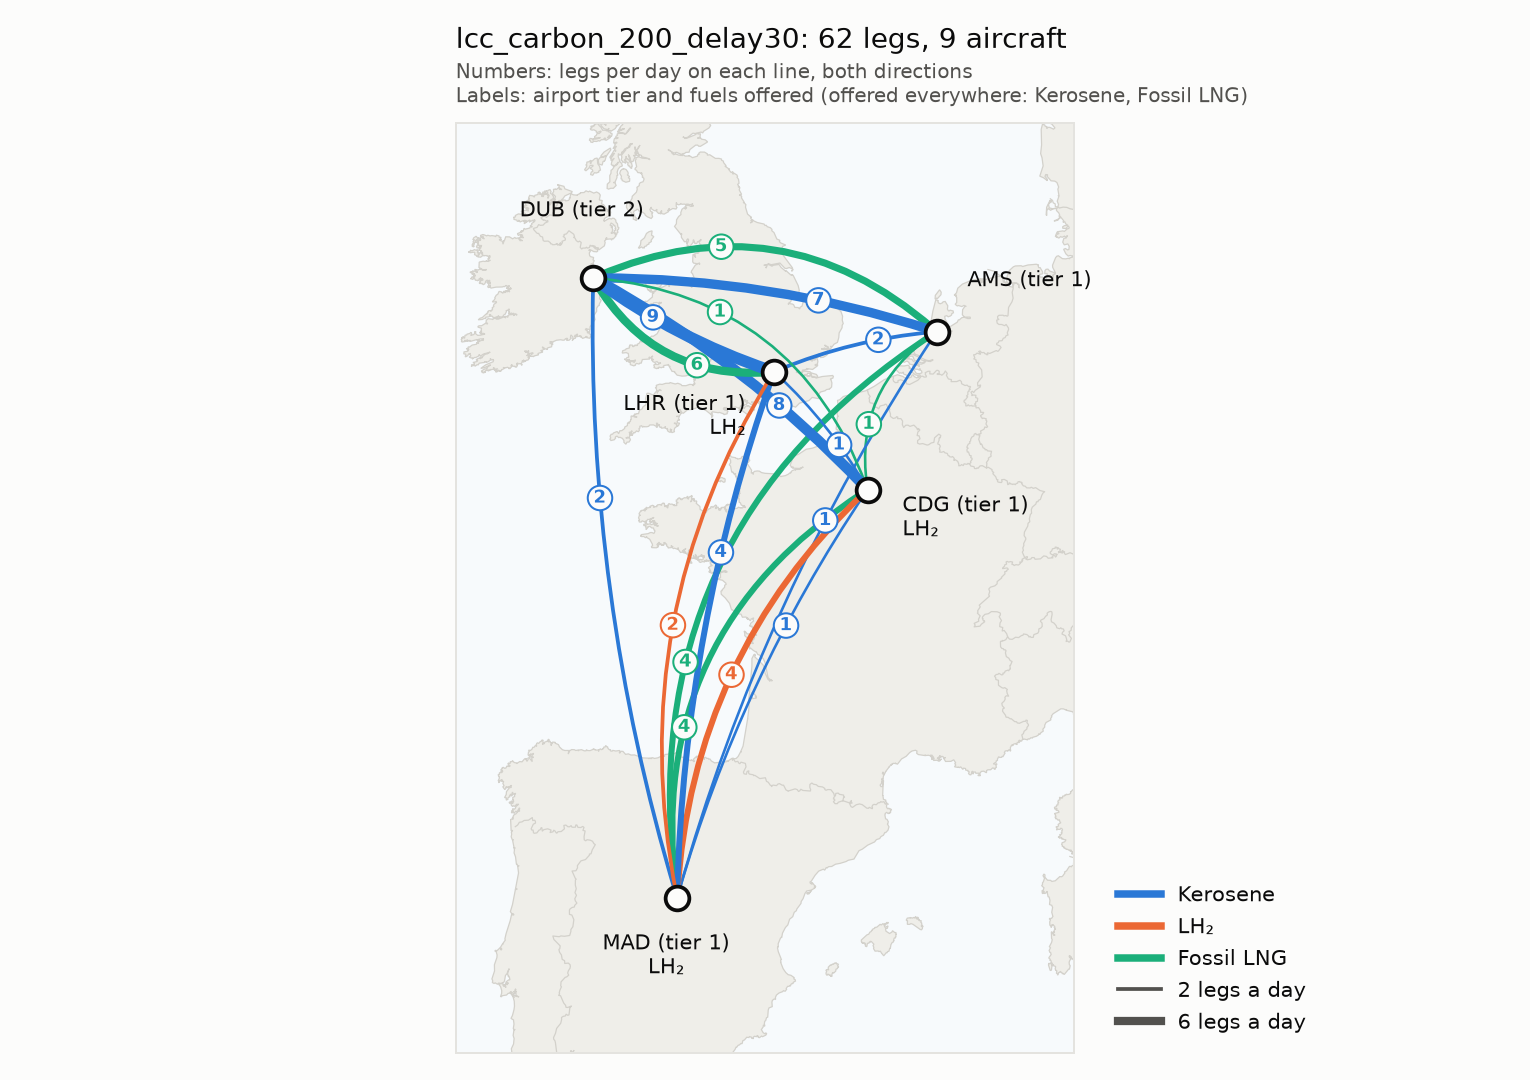 lcc_carbon_200_delay30: 62 legs, 9 aircraft
Numbers: legs per day on each line, both directions
Labels: airport tier and fuels offered (offered everywhere: Kerosene, Fossil LNG)
DUB (tier 2)
5
AMS (tier 1)
7
1
9
2
6
LHR (tier 1)
LH₂
8
1
1
2
CDG (tier 1)
LH₂
1
4
2
1
4
4
4
MAD (tier 1)
LH₂
Kerosene
LH₂
Fossil LNG
2 legs a day
6 legs a day